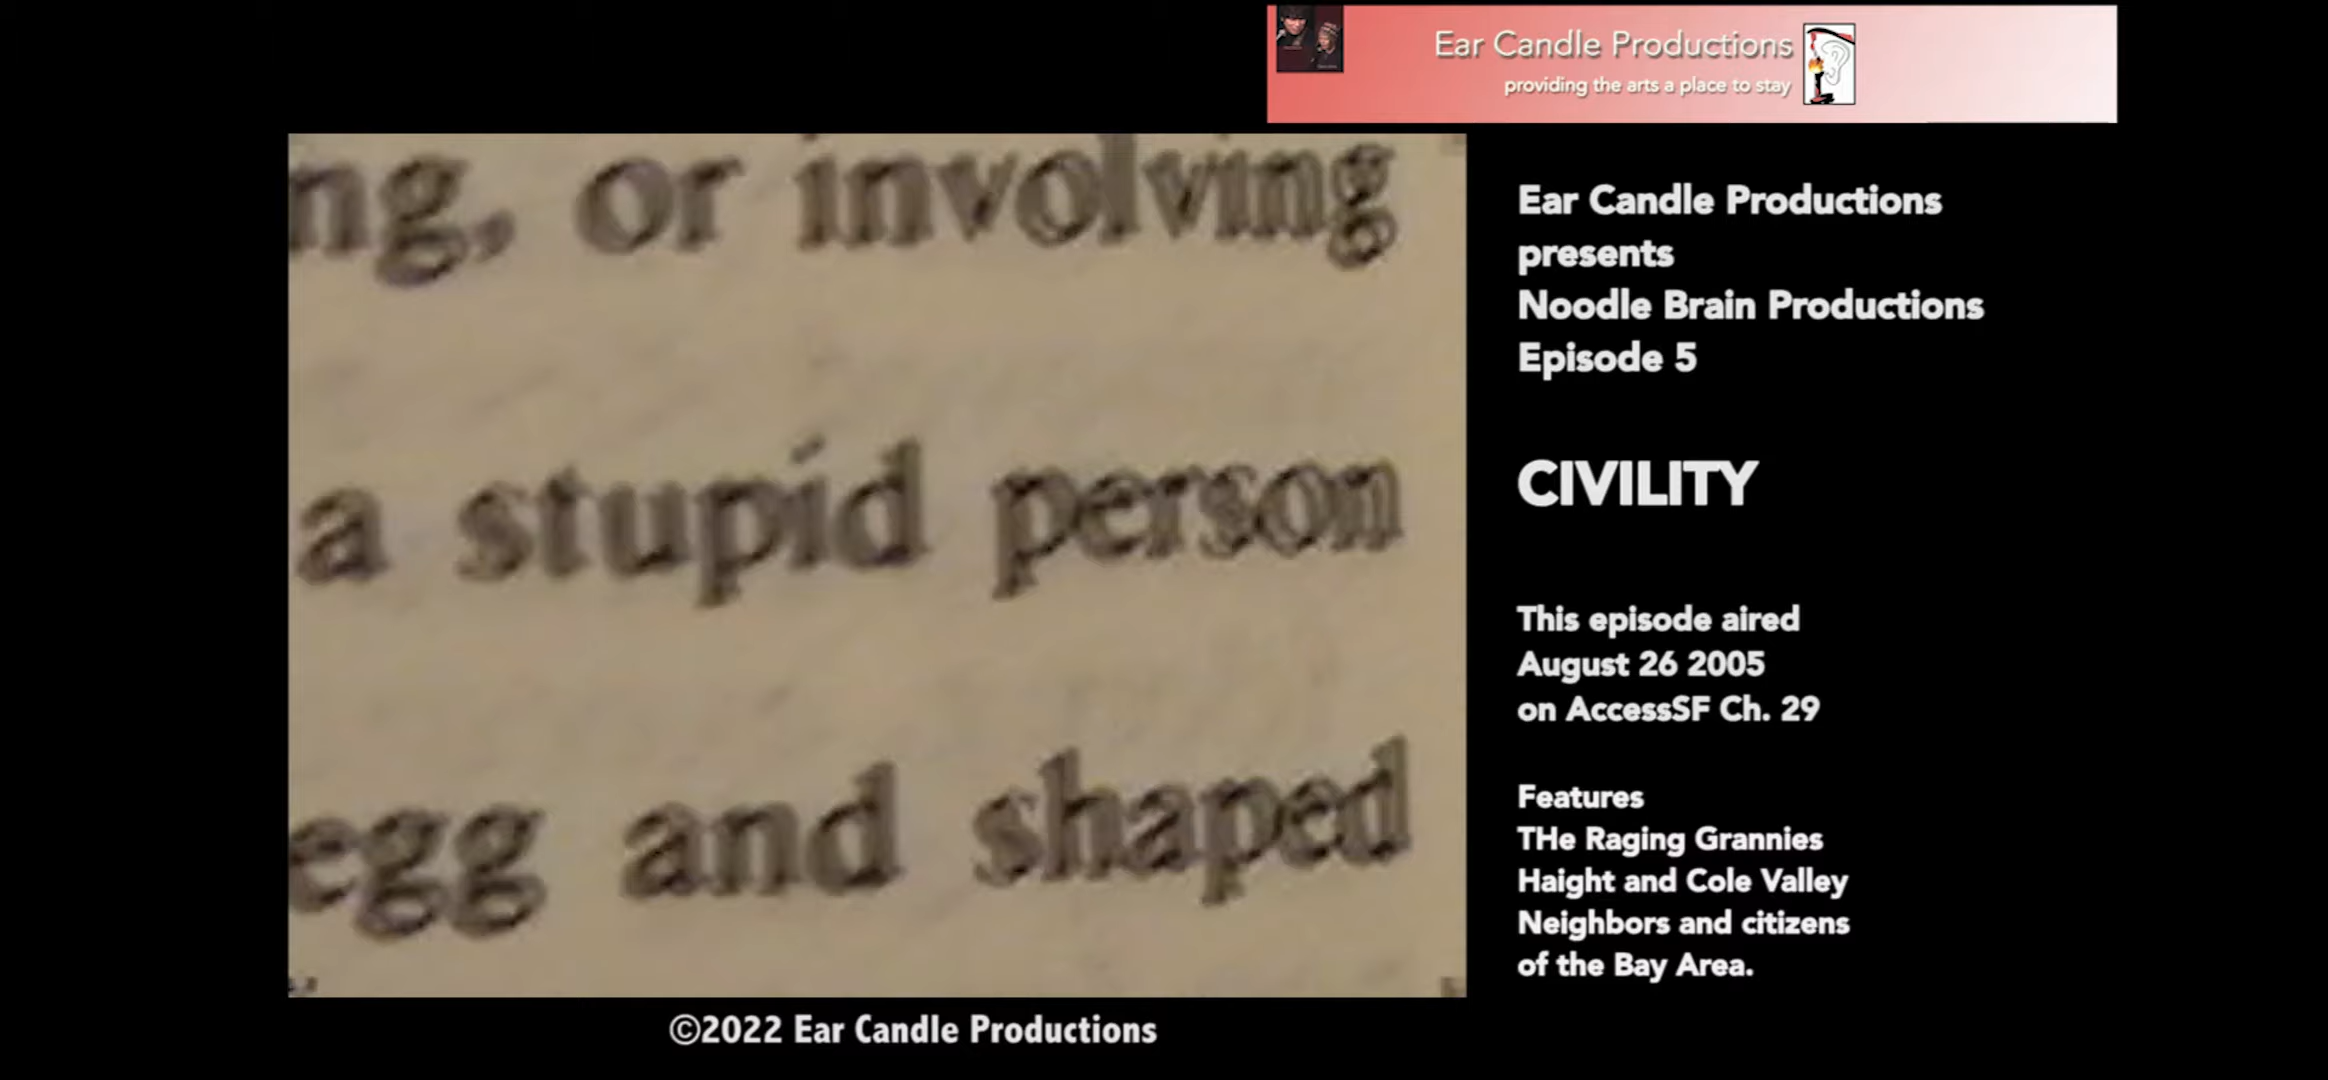 Ear Candle Productions
providing the arts a place to stay
ng, or involving
a stupid person
egg and shaped
Ear Candle Productions
presents
Noodle Brain Productions
Episode 5
CIVILITY
This episode aired
August 26 2005
on AccessSF Ch. 29
Features
THe Raging Grannies
Haight and Cole Valley
Neighbors and citizens
of the Bay Area.
©2022 Ear Candle Productions